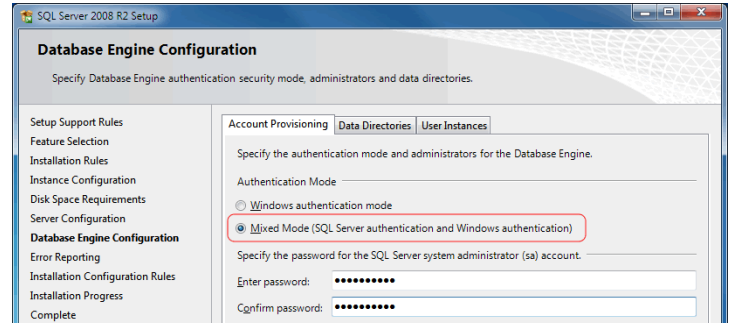 SQL Server 2008 R2 Setup
Database Engine Configuration
Specify Database Engine authentication security mode, administrators and data directories.
Setup Support Rules
Feature Selection
Installation Rules
Instance Configuration
Disk Space Requirements
Server Configuration
Database Engine Configuration
Error Reporting
Installation Configuration Rules
Installation Progress
Complete
Account Provisioning Data Directories User Instances
Specify the authentication mode and administrators for the Database Engine.
Authentication Mode
Windows authentication mode
Mixed Mode (SQL Server authentication and Windows authentication)
Specify the password for the SQL Server system administrator (sa) account.
Enter password: ●●●●●●●●●●
Confirm password: ●●●●●●●●●●